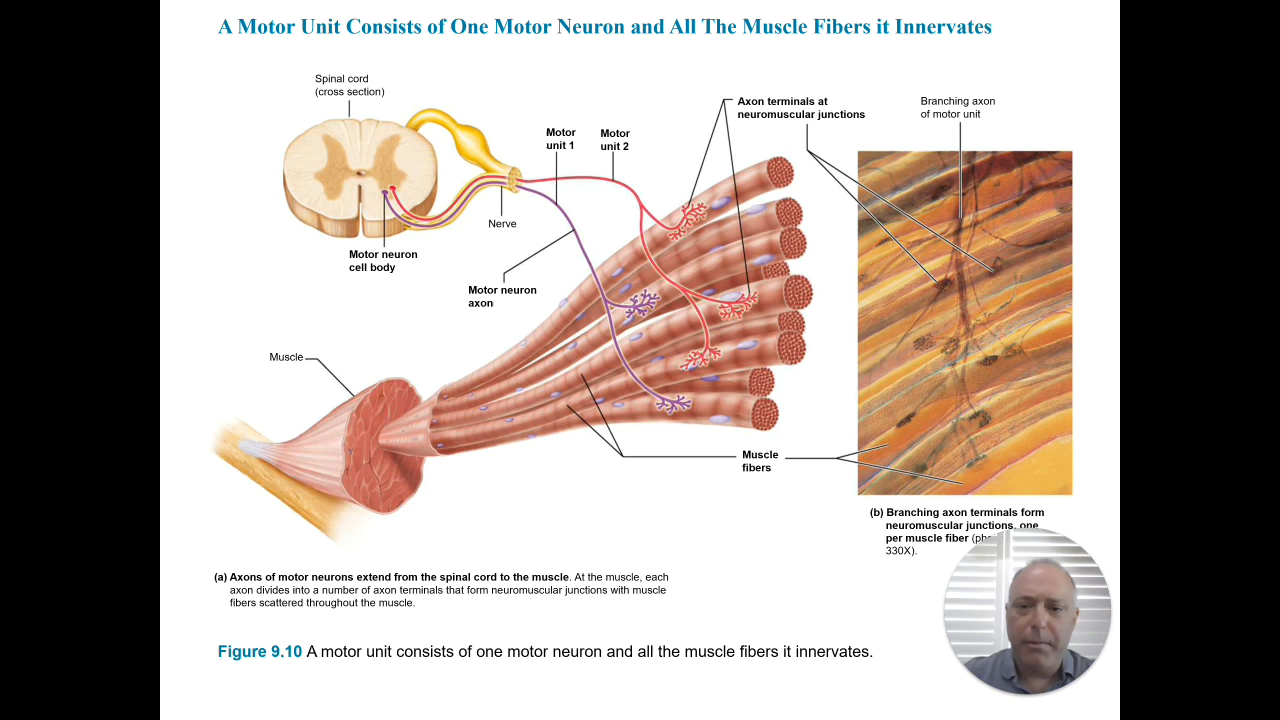 A Motor Unit Consists of One Motor Neuron and All The Muscle Fibers it Innervates
Spinal cord
(cross section)
Motor
unit 1
Motor
unit 2
Axon terminals at
neuromuscular junctions
Branching axon
of motor unit
Nerve
Motor neuron
cell body
Motor neuron
axon
Muscle
Muscle
fibers
(b) Branching axon terminals form
neuromuscular junctions, one
per muscle fiber
330X).
(a) Axons of motor neurons extend from the spinal cord to the muscle. At the muscle, each
axon divides into a number of axon terminals that form neuromuscular junctions with muscle
fibers scattered throughout the muscle.
Figure 9.10 A motor unit consists of one motor neuron and all the muscle fibers it innervates.